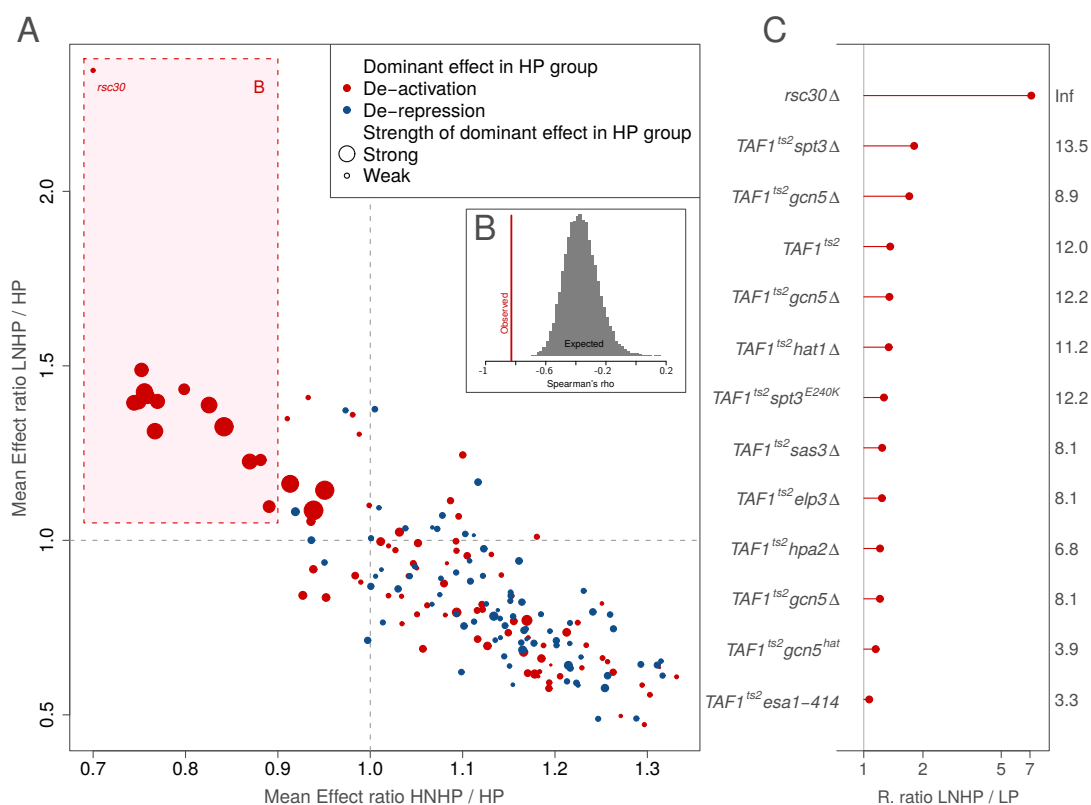 A
Mean Effect ratio LNHP / HP
0.5
1.0
1.5
2.0
rsc30
B
Dominant effect in HP group
De-activation
De-repression
Strength of dominant effect in HP group
Strong
Weak
B
Observed
Expected
-1
-0.6
-0.2
0.2
Spearman's rho
0.7
0.8
0.9
1.0
1.1
1.2
1.3
Mean Effect ratio HNHP / HP
C
rsc30Δ Inf
TAF1ts2spt3Δ 13.5
TAF1ts2gcn5Δ 8.9
TAF1ts2 12.0
TAF1ts2gcn5Δ 12.2
TAF1ts2hat1Δ 11.2
TAF1ts2spt3E240K 12.2
TAF1ts2sas3Δ 8.1
TAF1ts2elp3Δ 8.1
TAF1ts2hpa2Δ 6.8
TAF1ts2gcn5Δ 8.1
TAF1ts2gcn5hat 3.9
TAF1ts2esa1−414 3.3
1 2 5 7
R. ratio LNHP / LP